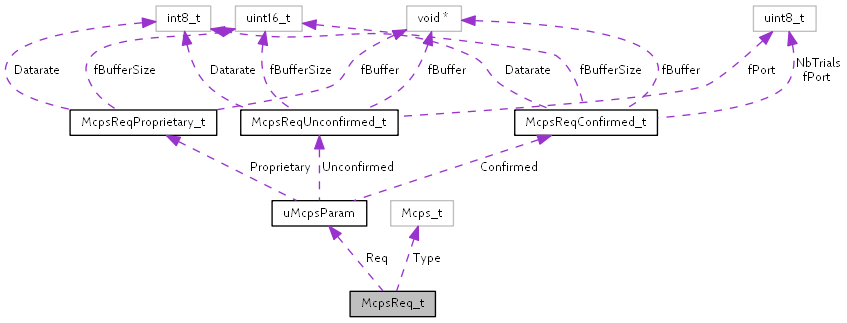 int8_t
uint16_t
void *
uint8_t
Datarate
fBufferSize
Datarate
fBufferSize
fBuffer
fBuffer
Datarate
fBufferSize
fBuffer
fPort
NbTrials
fPort
McpsReqProprietary_t
McpsReqUnconfirmed_t
McpsReqConfirmed_t
Proprietary
Unconfirmed
Confirmed
uMcpsParam
Mcps_t
Req
Type
McpsReq_t